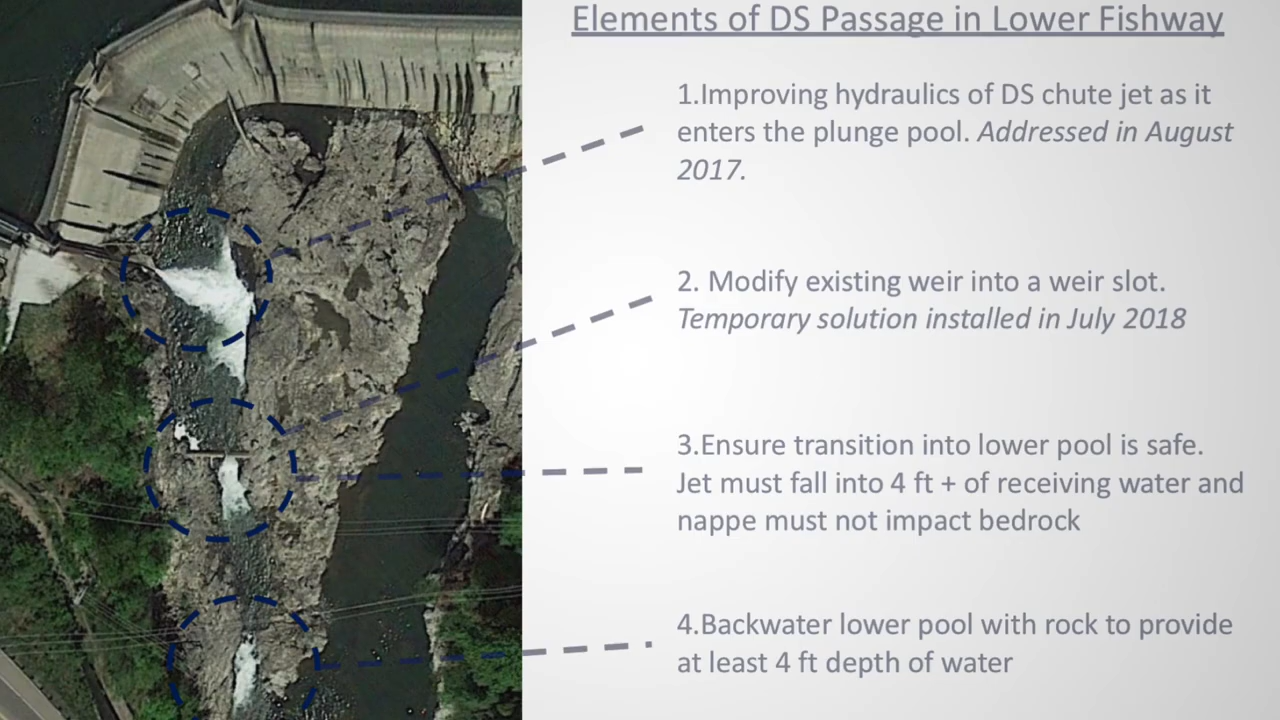 Elements of DS Passage in Lower Fishway
1.Improving hydraulics of DS chute jet as it
enters the plunge pool. Addressed in August
2017.
2. Modify existing weir into a weir slot.
Temporary solution installed in July 2018
3.Ensure transition into lower pool is safe.
Jet must fall into 4 ft + of receiving water and
nappe must not impact bedrock
4.Backwater lower pool with rock to provide
at least 4 ft depth of water